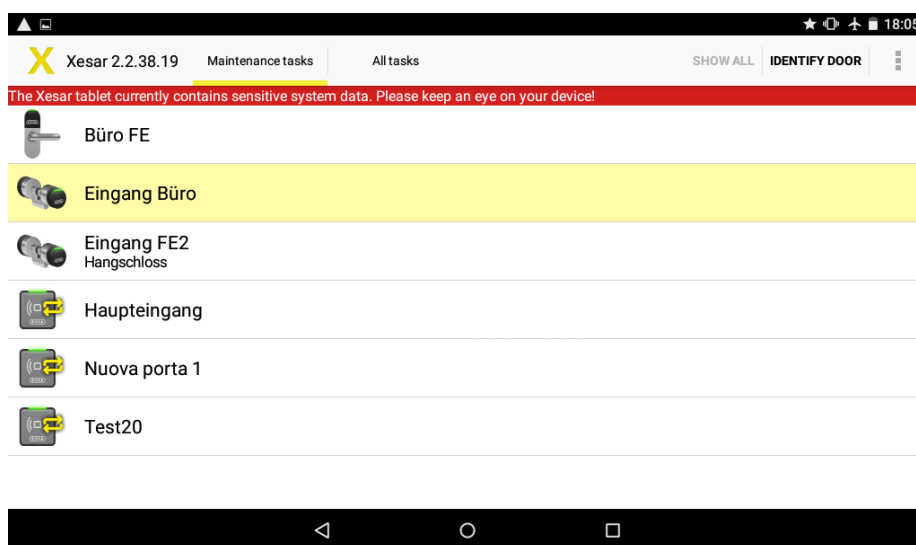 18:05
X Xesar 2.2.38.19 Maintenance tasks All tasks SHOW ALL IDENTIFY DOOR
The Xesar tablet currently contains sensitive system data. Please keep an eye on your device!
Büro FE
Eingang Büro
Eingang FE2
Hangschloss
Haupteingang
Nuova porta 1
Test20